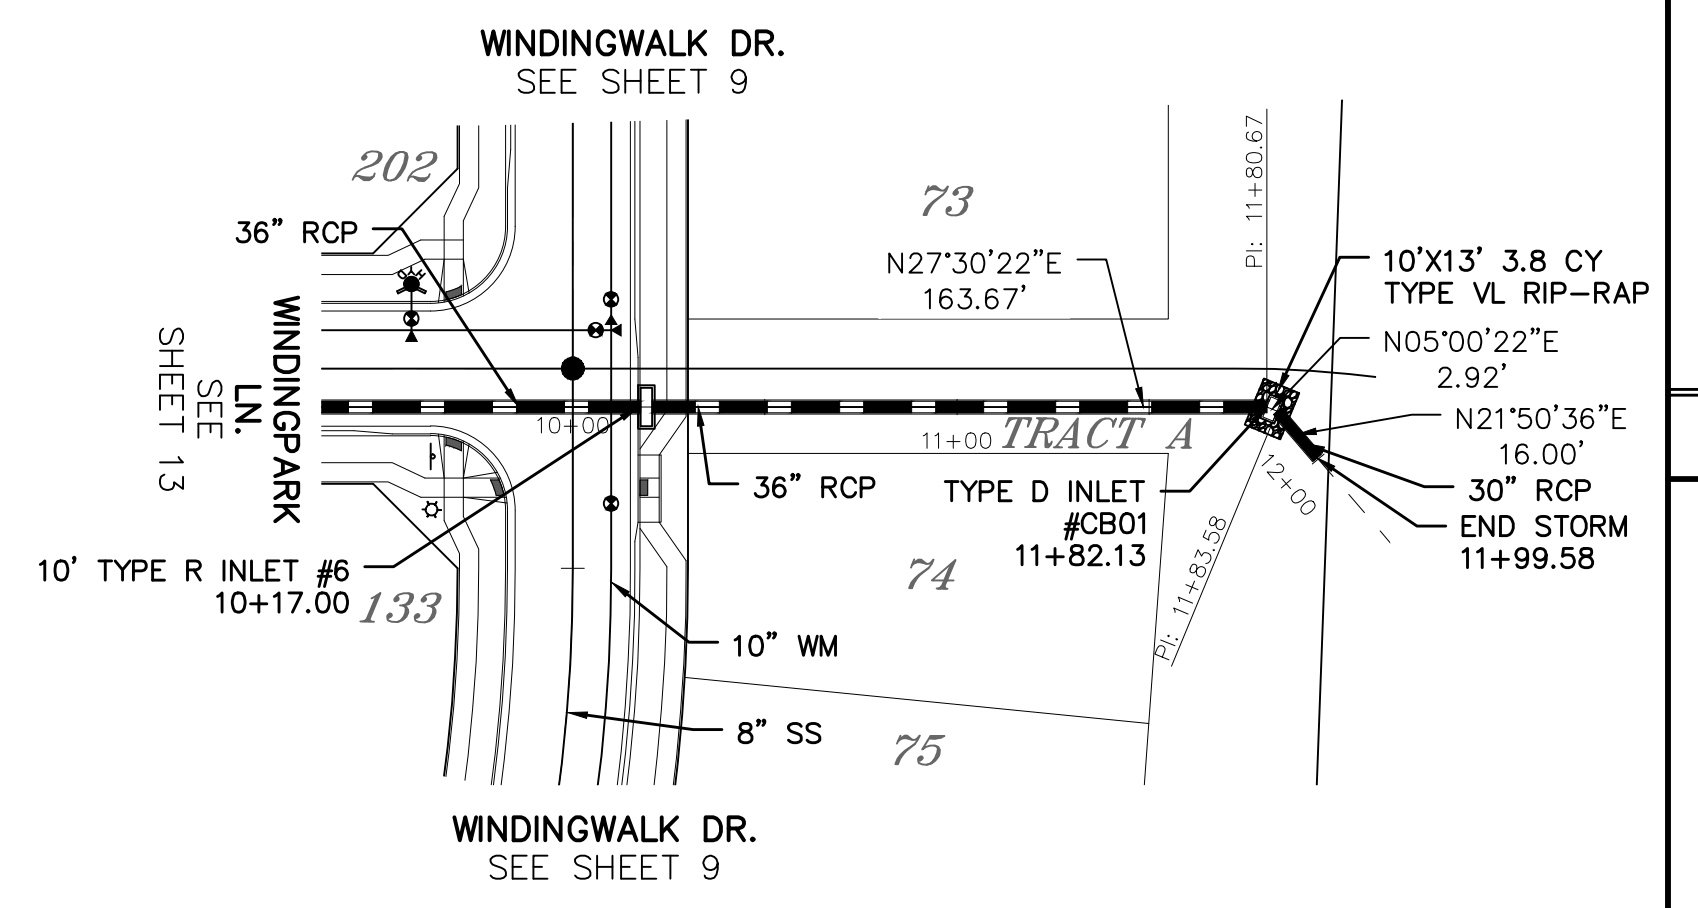 WINDINGWALK DR.
SEE SHEET 9
202
73
PI: 11+80.67
36" RCP
N27°30'22"E
163.67'
10'X13' 3.8 CY
TYPE VL RIP-RAP
WINDINGPARK
LN.
SEE
SHEET 13
N05°00'22"E
2.92'
10+00
11+00
TRACT A
N21°50'36"E
16.00'
36" RCP
TYPE D INLET
#CB01
11+82.13
12+00
30" RCP
END STORM
11+99.58
10' TYPE R INLET #6
10+17.00
133
74
PI: 11+83.58
10" WM
8" SS
75
WINDINGWALK DR.
SEE SHEET 9